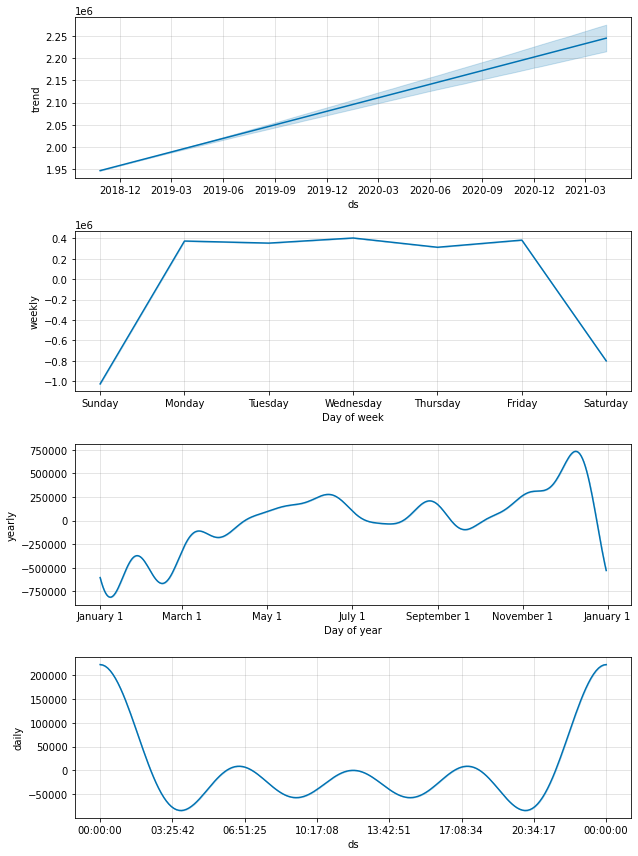 1e6
2.25
2.20
2.15
2.10
2.05
2.00
1.95
trend
2018-12 2019-03 2019-06 2019-09 2019-12 2020-03 2020-06 2020-09 2020-12 2021-03
ds
1e6
0.4
0.2
0.0
−0.2
−0.4
−0.6
−0.8
−1.0
weekly
Sunday Monday Tuesday Wednesday Thursday Friday Saturday
Day of week
750000
500000
250000
0
−250000
−500000
−750000
yearly
January 1 March 1 May 1 July 1 September 1 November 1 January 1
Day of year
200000
150000
100000
50000
0
−50000
daily
00:00:00 03:25:42 06:51:25 10:17:08 13:42:51 17:08:34 20:34:17 00:00:00
ds